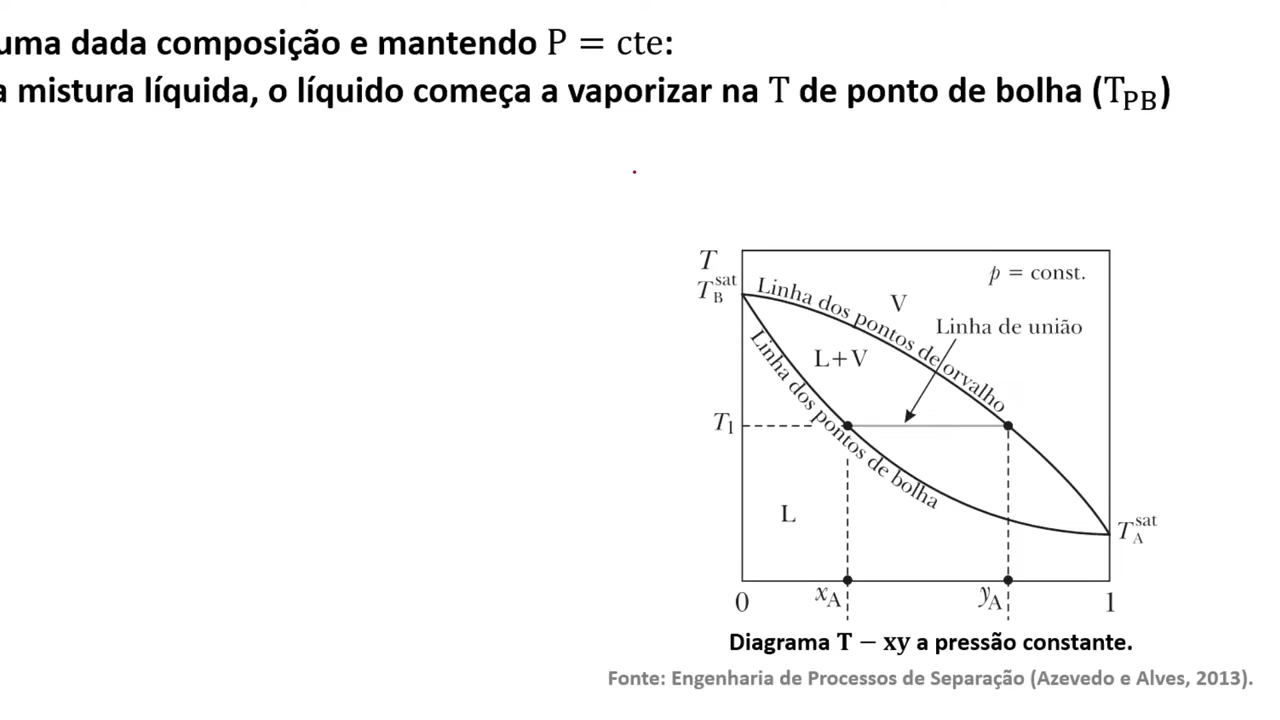 uma dada composição e mantendo P = cte:
a mistura líquida, o líquido começa a vaporizar na T de ponto de bolha (T_PB)
T
p = const.
T_B^sat
Linha dos pontos de orvalho
V
Linha de união
L+V
Linha dos pontos de bolha
T_1
L
T_A^sat
0 x_A y_A 1
Diagrama T − xy a pressão constante.
Fonte: Engenharia de Processos de Separação (Azevedo e Alves, 2013).